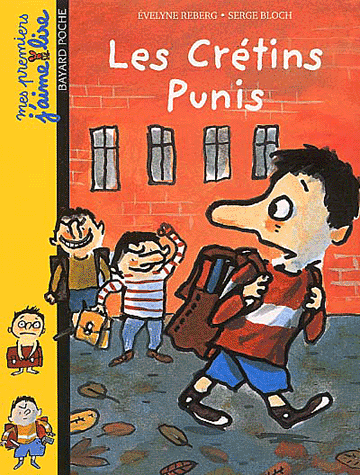 ÉVELYNE REBERG • SERGE BLOCH
Les Crétins
Punis
mes premiers
j'aime lire
BAYARD POCHE